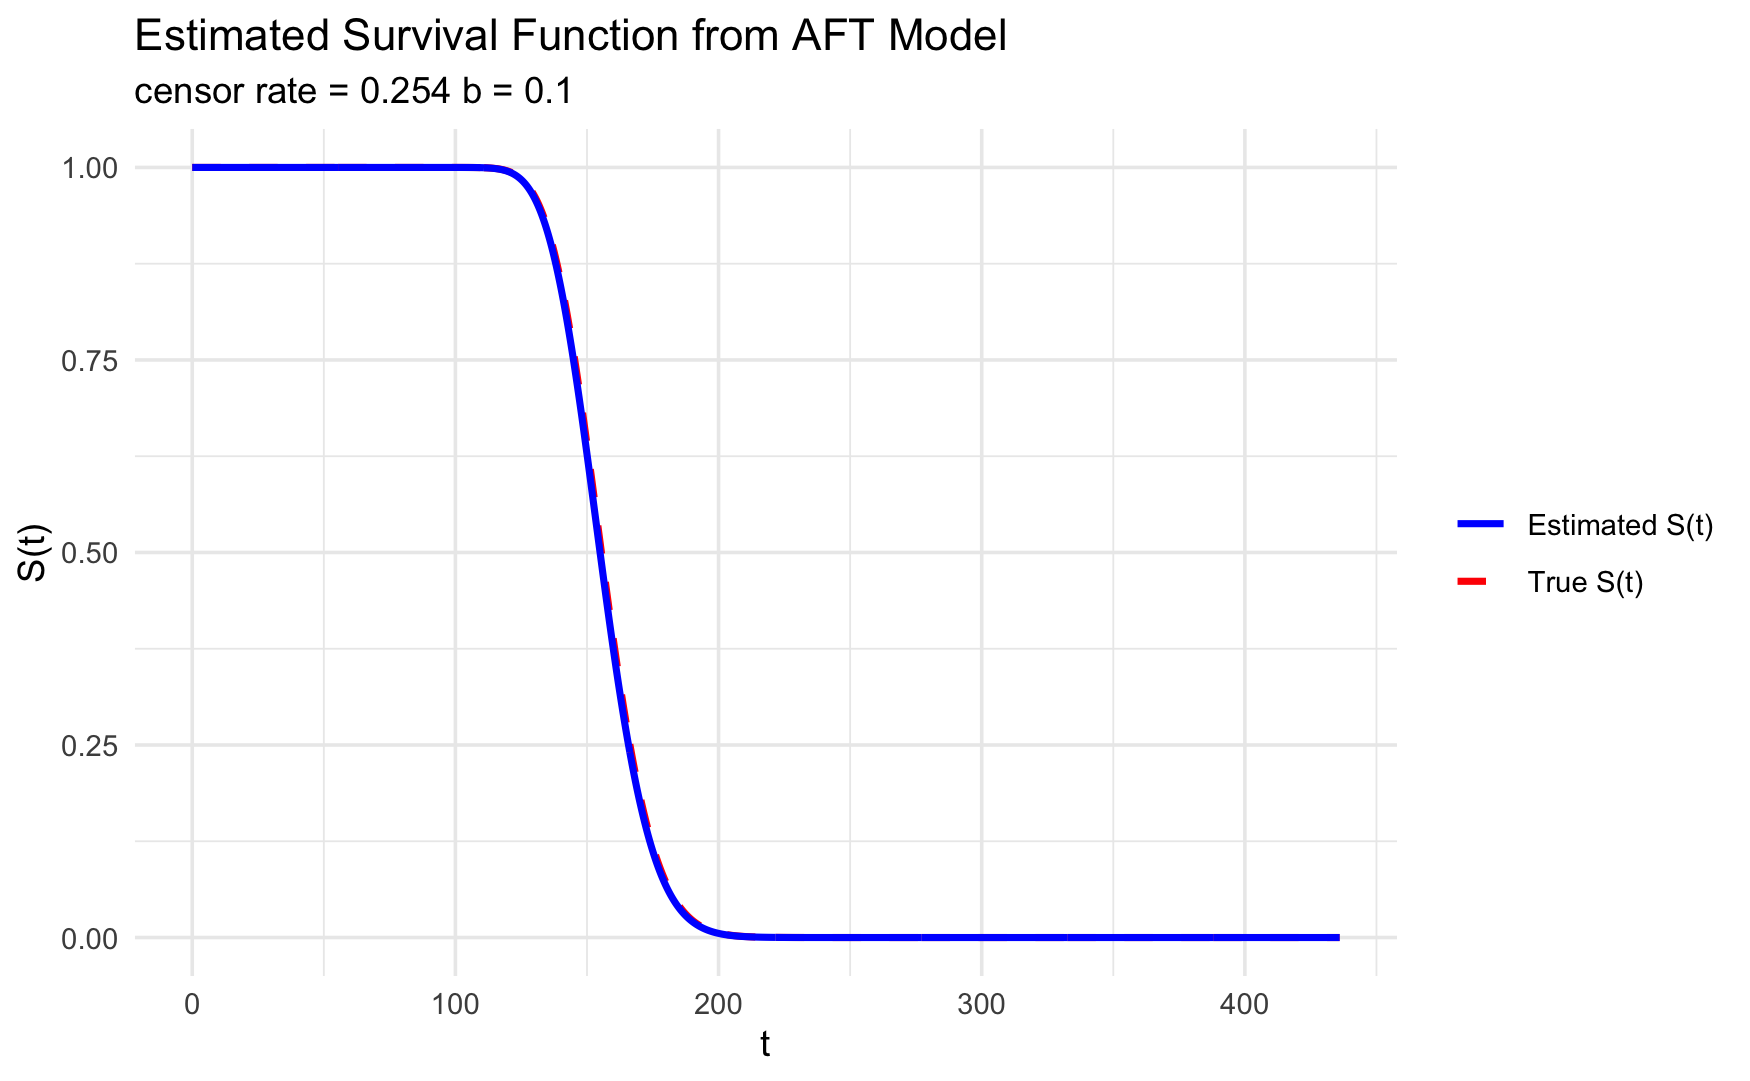 Estimated Survival Function from AFT Model
censor rate = 0.254 b = 0.1
1.00
0.75
0.50
0.25
0.00
S(t)
0 100 200 300 400
t
Estimated S(t)
True S(t)